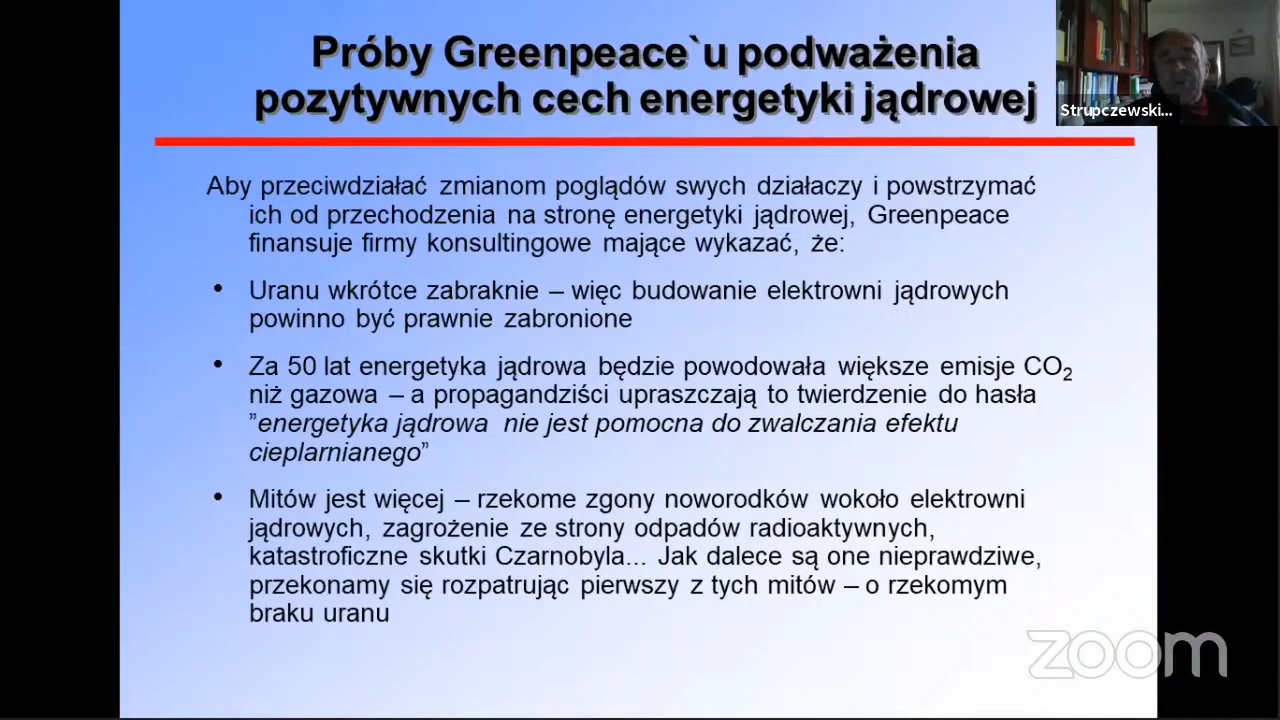 Próby Greenpeace`u podważenia
pozytywnych cech energetyki jądrowej
Strupczewski...
Aby przeciwdziałać zmianom poglądów swych działaczy i powstrzymać
ich od przechodzenia na stronę energetyki jądrowej, Greenpeace
finansuje firmy konsultingowe mające wykazać, że:
• Uranu wkrótce zabraknie – więc budowanie elektrowni jądrowych
powinno być prawnie zabronione
• Za 50 lat energetyka jądrowa będzie powodowała większe emisje CO₂
niż gazowa – a propagandziści upraszczają to twierdzenie do hasła
”energetyka jądrowa nie jest pomocna do zwalczania efektu
cieplarnianego”
• Mitów jest więcej – rzekome zgony noworodków wokoło elektrowni
jądrowych, zagrożenie ze strony odpadów radioaktywnych,
katastroficzne skutki Czarnobyla... Jak dalece są one nieprawdziwe,
przekonamy się rozpatrując pierwszy z tych mitów – o rzekomym
braku uranu
zoom